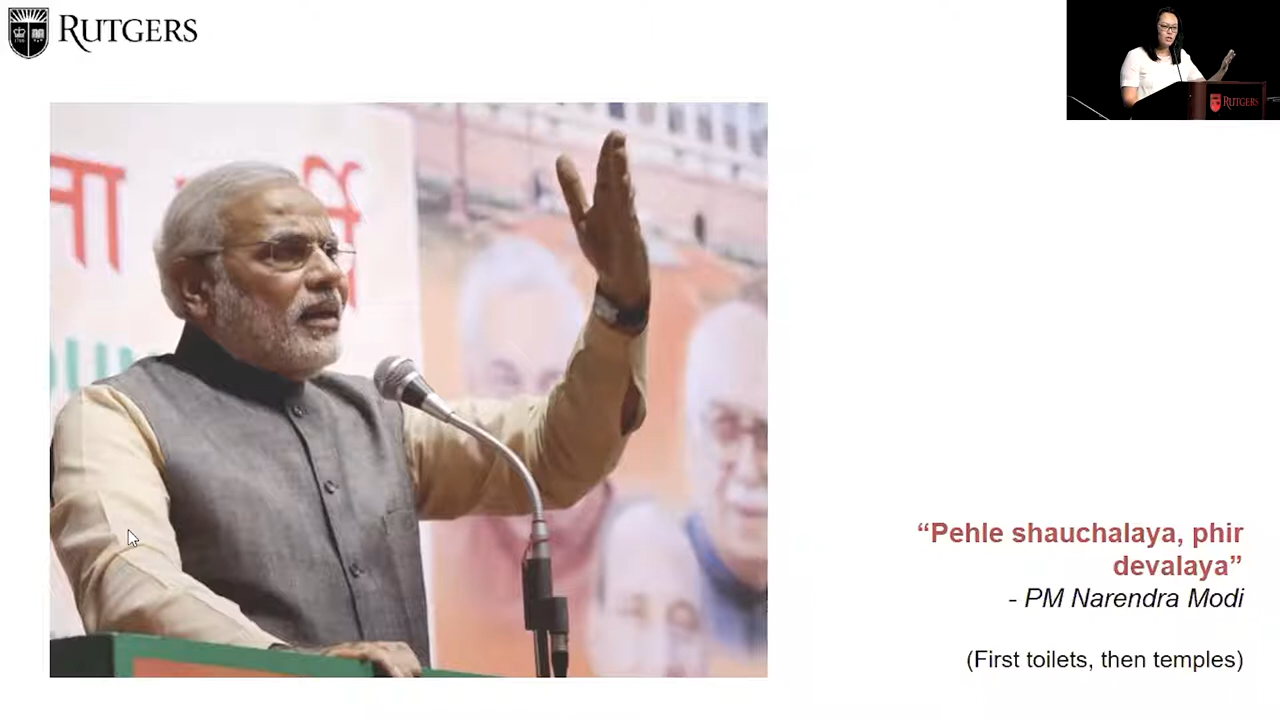 RUTGERS
RUTGERS
“Pehle shauchalaya, phir
devalaya”
- PM Narendra Modi
(First toilets, then temples)